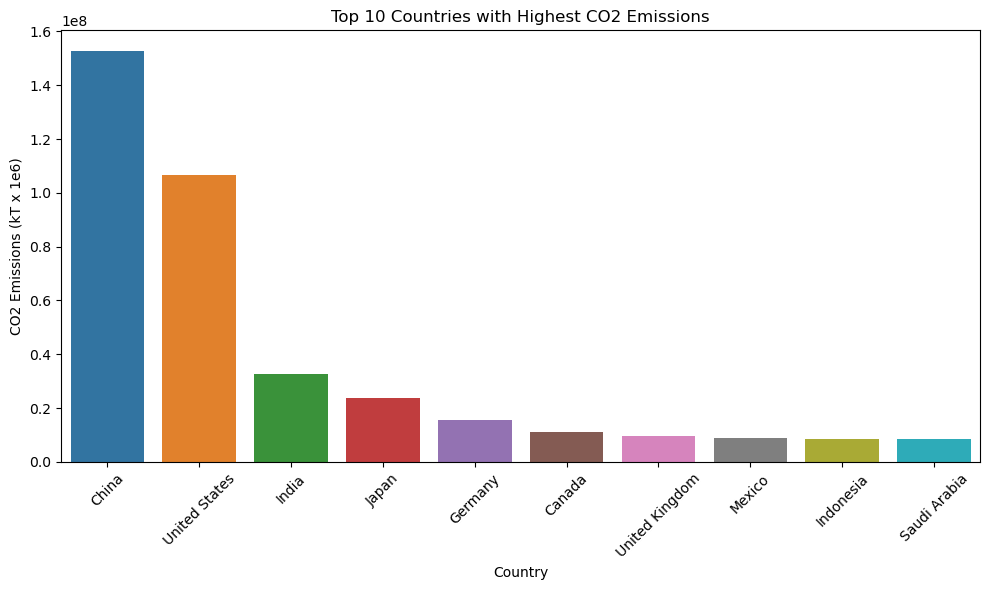 Top 10 Countries with Highest CO2 Emissions
1e8
1.6
1.4
1.2
1.0
0.8
0.6
0.4
0.2
0.0
CO2 Emissions (kT x 1e6)
China
United States
India
Japan
Germany
Canada
United Kingdom
Mexico
Indonesia
Saudi Arabia
Country